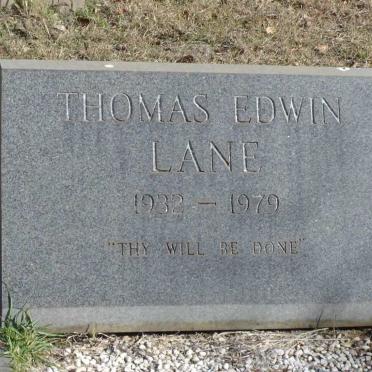 THOMAS EDWIN
LANE
1932 — 1979
"THY WILL BE DONE"